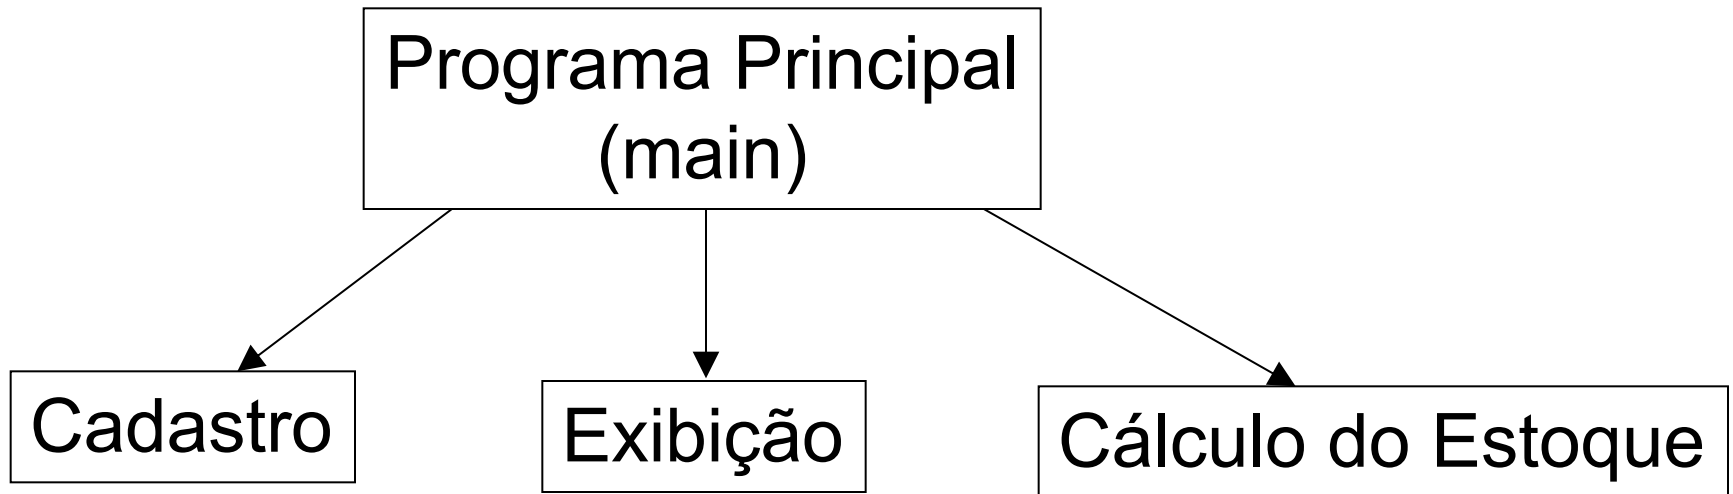 Programa Principal
(main)
Cadastro
Exibição
Cálculo do Estoque